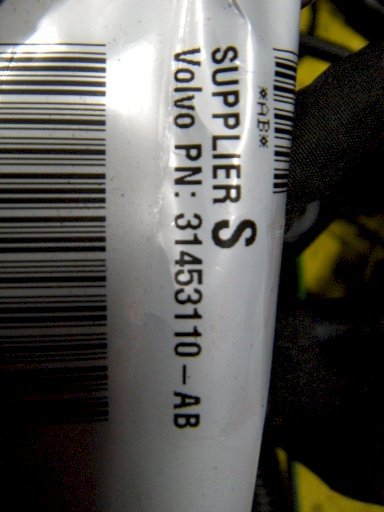 *AB*
SUPPLIER S
Volvo PN: 31453110-AB